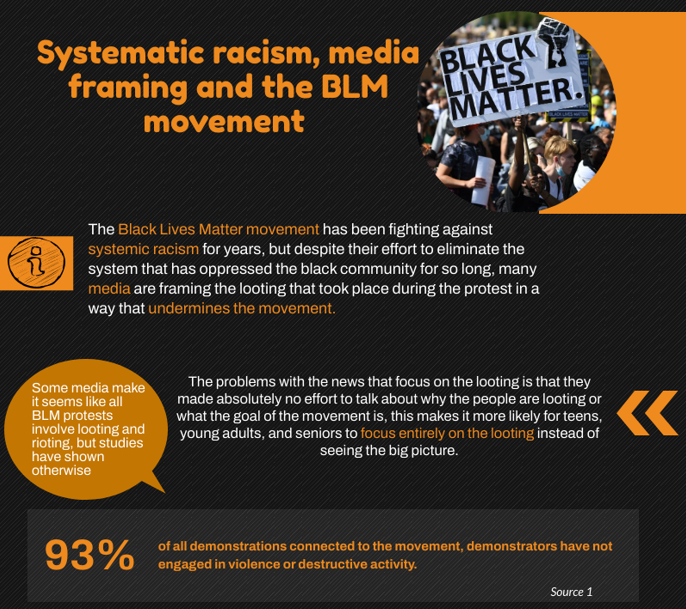 Systematic racism, media
framing and the BLM
movement
BLACK
LIVES
MATTER.
The Black Lives Matter movement has been fighting against
systemic racism for years, but despite their effort to eliminate the
system that has oppressed the black community for so long, many
media are framing the looting that took place during the protest in a
way that undermines the movement.
Some media make
it seems like all
BLM protests
involve looting and
rioting, but studies
have shown
otherwise
The problems with the news that focus on the looting is that they
made absolutely no effort to talk about why the people are looting or
what the goal of the movement is, this makes it more likely for teens,
young adults, and seniors to focus entirely on the looting instead of
seeing the big picture.
93%
of all demonstrations connected to the movement, demonstrators have not
engaged in violence or destructive activity.
Source 1